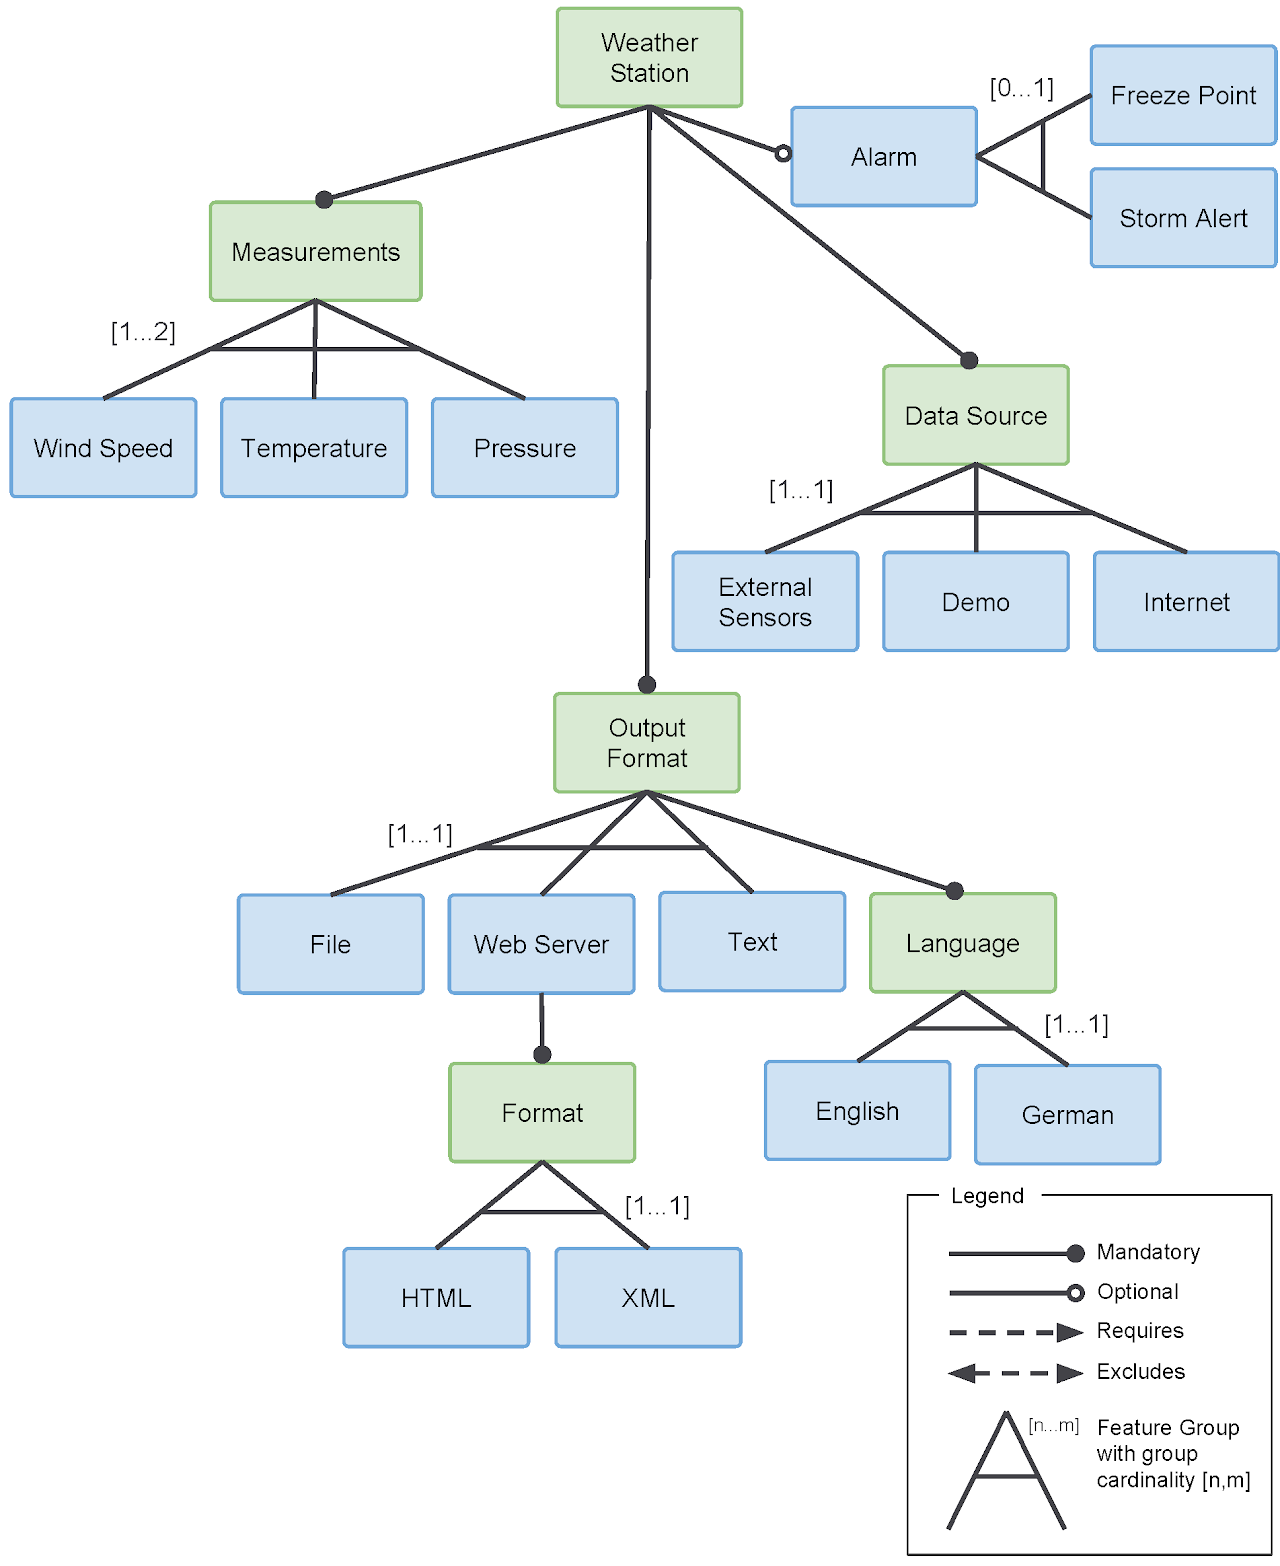 Weather
Station
[0...1]
Freeze Point
Alarm
Storm Alert
Measurements
[1...2]
Wind Speed
Temperature
Pressure
Data Source
[1...1]
External
Sensors
Demo
Internet
Output
Format
[1...1]
File
Web Server
Text
Language
[1...1]
Format
English
German
[1...1]
HTML
XML
Legend
Mandatory
Optional
Requires
Excludes
[n...m]
Feature Group
with group
cardinality [n,m]